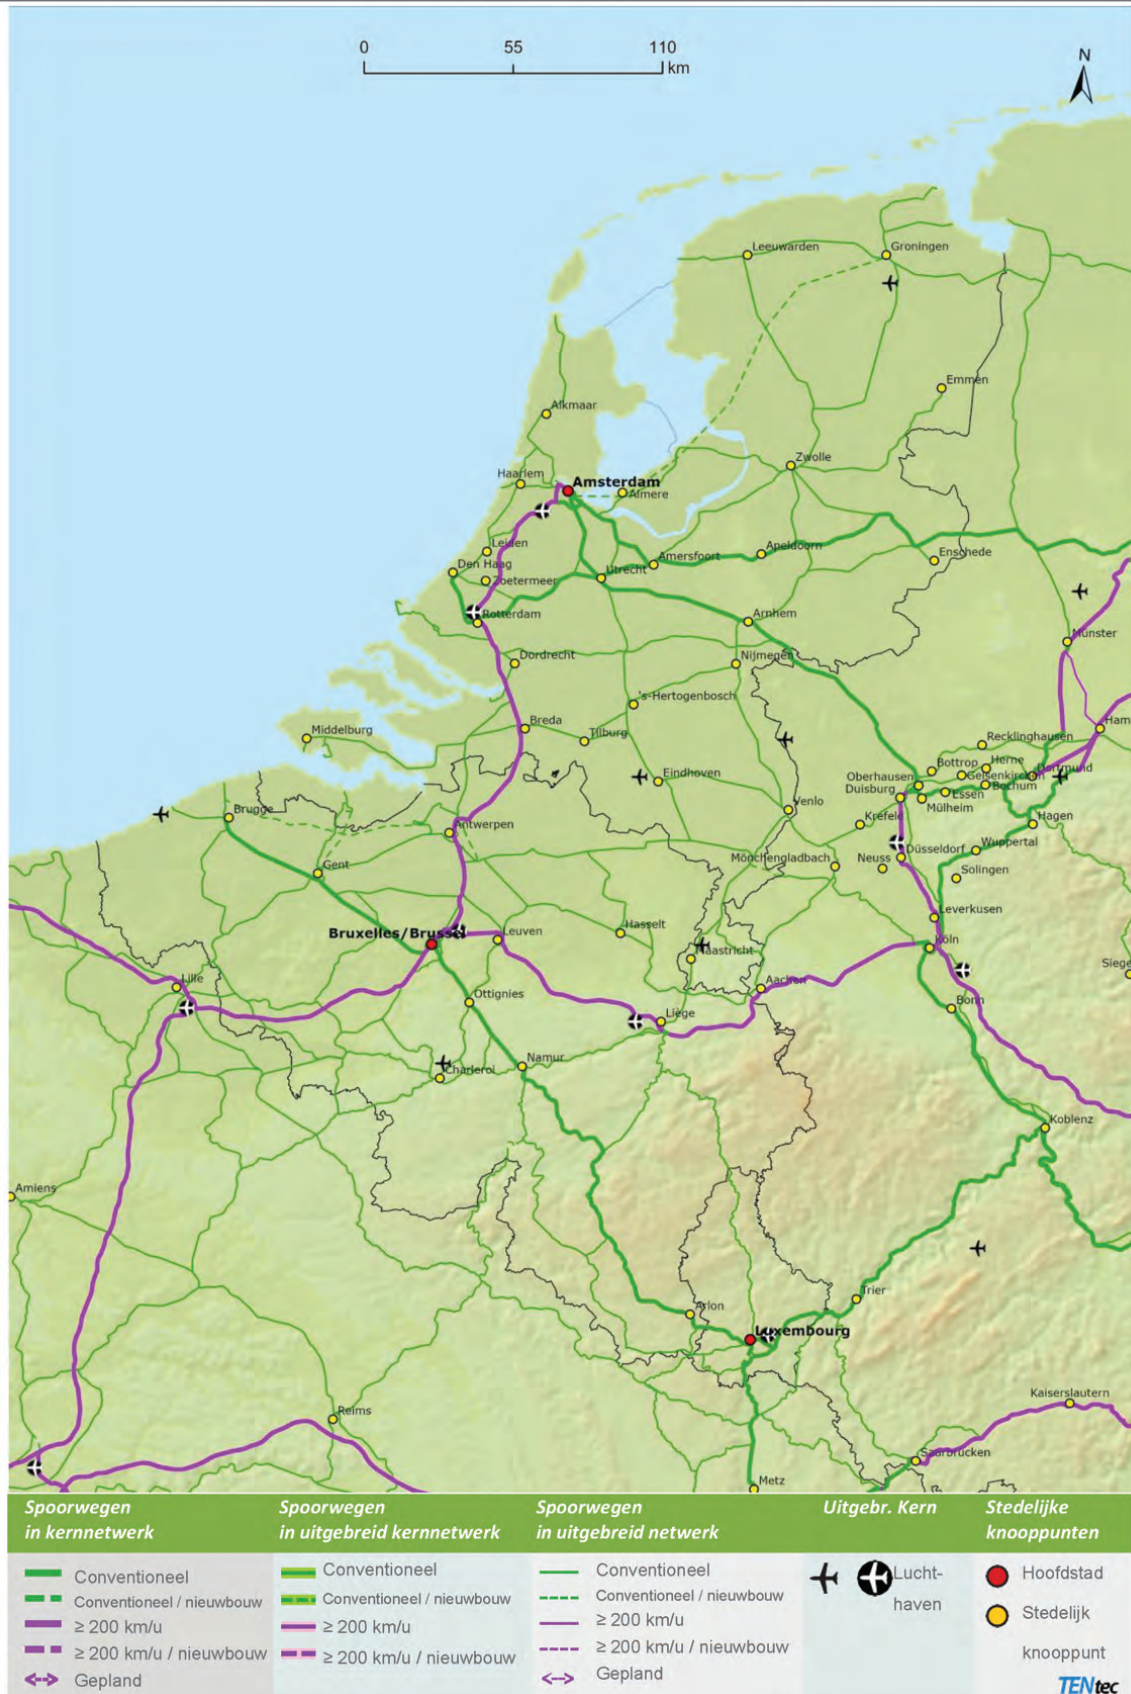 0 55 110
km
N
Leeuwarden
Groningen
Emmen
Alkmaar
Zwolle
Haarlem
Amsterdam
Almere
Leiden
Apeldoorn
Enschede
Amersfoort
Den Haag
Utrecht
Zoetermeer
Rotterdam
Arnhem
Münster
Dordrecht
Nijmegen
's-Hertogenbosch
Middelburg
Breda
Tilburg
Ham
Recklinghausen
Bottrop
Herne
Oberhausen
Gelsenkirchen
Dortmund
Eindhoven
Duisburg
Essen
Bochum
Mülheim
Venlo
Brugge
Krefeld
Hagen
Antwerpen
Düsseldorf
Wuppertal
Mönchengladbach
Neuss
Gent
Solingen
Leverkusen
Hasselt
Bruxelles/Brussel
Leuven
Köln
Maastricht
Siege
Lille
Aachen
Ottignies
Bonn
Liège
Namur
Charleroi
Koblenz
Amiens
Trier
Arlon
Luxembourg
Kaiserslautern
Reims
Saarbrücken
Metz
Spoorwegen
in kernnetwerk
Conventioneel
Conventioneel / nieuwbouw
≥ 200 km/u
≥ 200 km/u / nieuwbouw
Gepland
Spoorwegen
in uitgebreid kernnetwerk
Conventioneel
Conventioneel / nieuwbouw
≥ 200 km/u
≥ 200 km/u / nieuwbouw
Spoorwegen
in uitgebreid netwerk
Conventioneel
Conventioneel / nieuwbouw
≥ 200 km/u
≥ 200 km/u / nieuwbouw
Gepland
Uitgebr. Kern
Lucht-
haven
Stedelijke
knooppunten
Hoofdstad
Stedelijk
knooppunt
TENtec